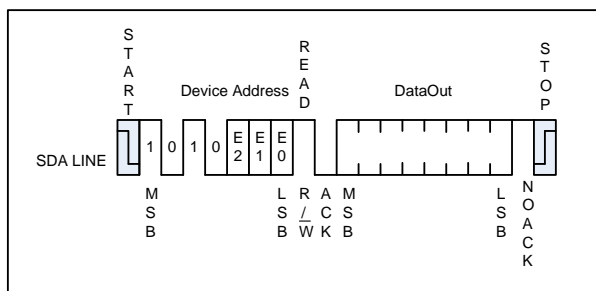 START
READ
STOP
Device Address
DataOut
SDA LINE
1
0
1
0
E2
E1
E0
MSB
LSB
R/W
ACK
MSB
LSB
NOACK